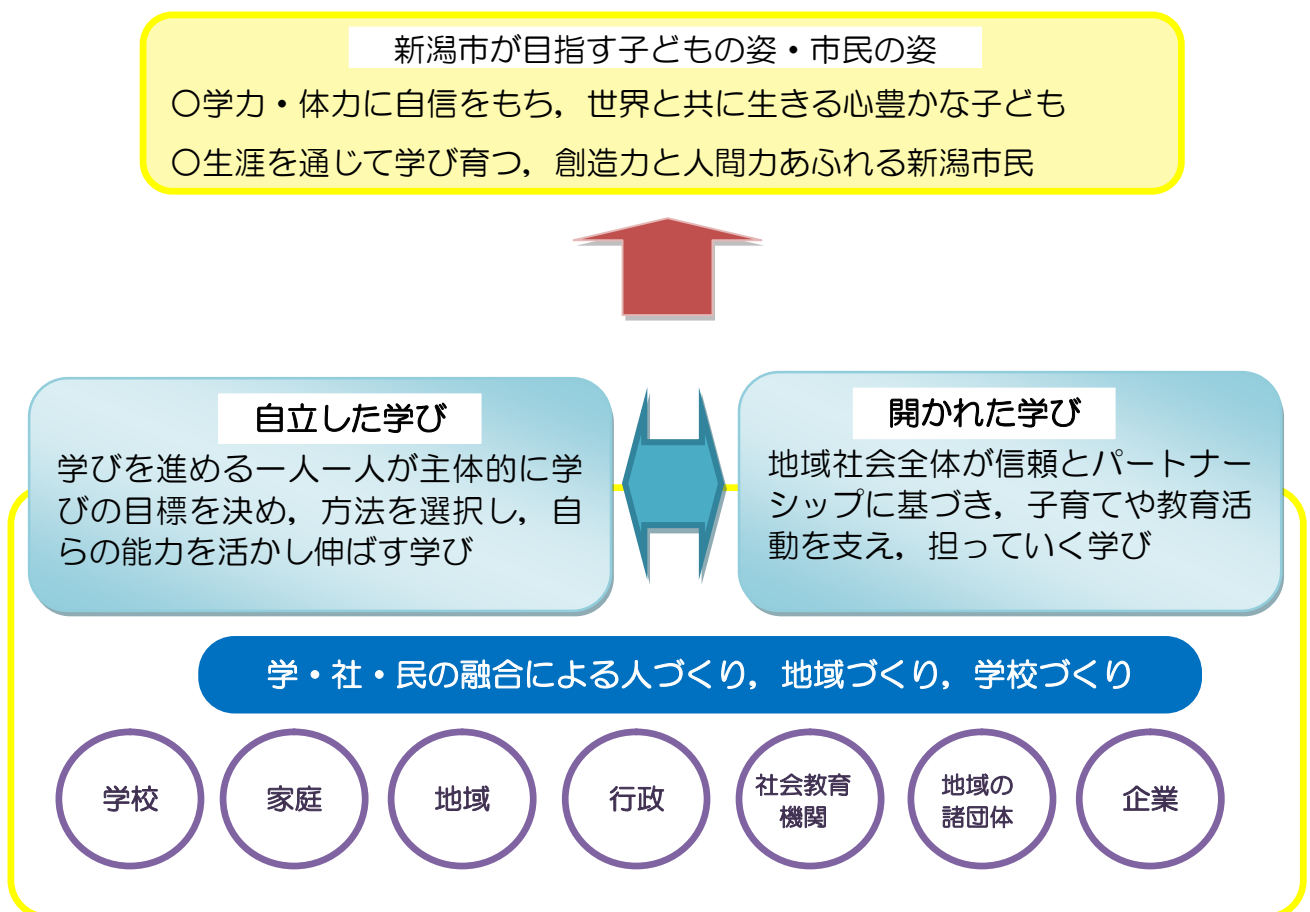 新潟市が目指す子どもの姿・市民の姿
○学力・体力に自信をもち，世界と共に生きる心豊かな子ども
○生涯を通じて学び育つ，創造力と人間力あふれる新潟市民
自立した学び
学びを進める一人一人が主体的に学
びの目標を決め，方法を選択し，自
らの能力を活かし伸ばす学び
開かれた学び
地域社会全体が信頼とパートナー
シップに基づき，子育てや教育活
動を支え，担っていく学び
学・社・民の融合による人づくり，地域づくり，学校づくり
学校
家庭
地域
行政
社会教育
機関
地域の
諸団体
企業